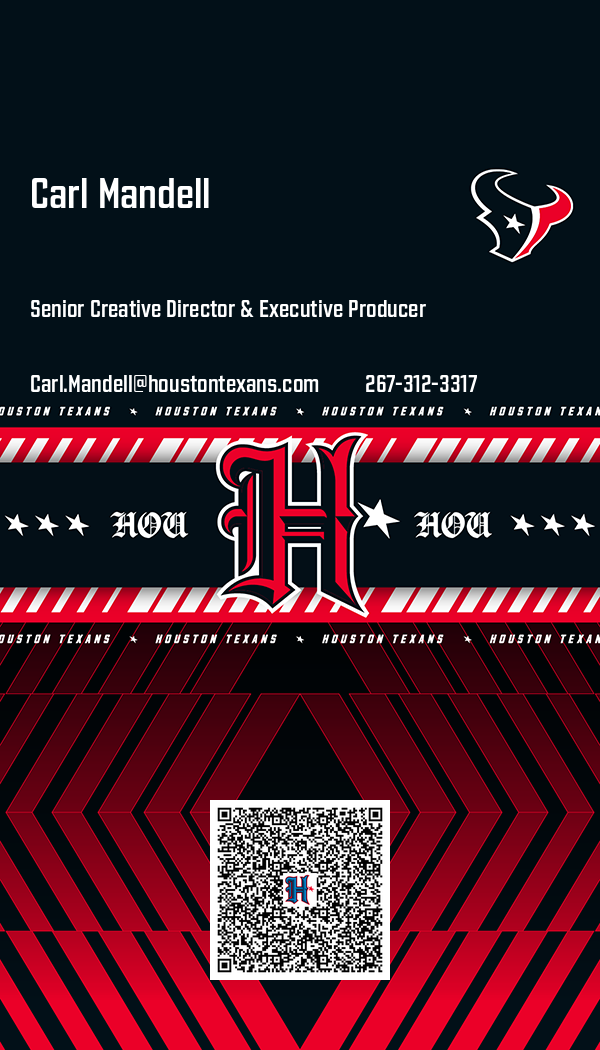 Carl Mandell
Senior Creative Director & Executive Producer
Carl.Mandell@houstontexans.com 267-312-3317
HOUSTON TEXANS HOUSTON TEXANS HOUSTON TEXANS HOUSTON TEXANS
HOU H HOU
HOUSTON TEXANS HOUSTON TEXANS HOUSTON TEXANS HOUSTON TEXANS
H